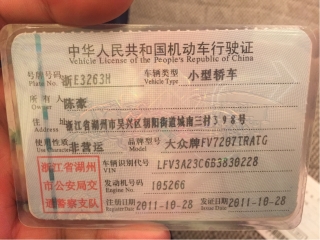 中华人民共和国机动车行驶证
Vehicle License of the People's Republic of China
号牌号码 浙E3263H 车辆类型 小型轿车
Plate No. Vehicle Type
所有人 陈豪
Owner
住址 浙江省湖州市吴兴区朝阳街道城南三村398号
Address
使用性质 非营运 品牌型号 大众牌FV7207TRATG
Use Character Model
浙江省湖州市公安局交通警察支队
车辆识别代号 LFV3A23C6B3830228
VIN
发动机号码 105266
Engine No.
注册日期 2011-10-28 发证日期 2011-10-28
Register Date Issue Date